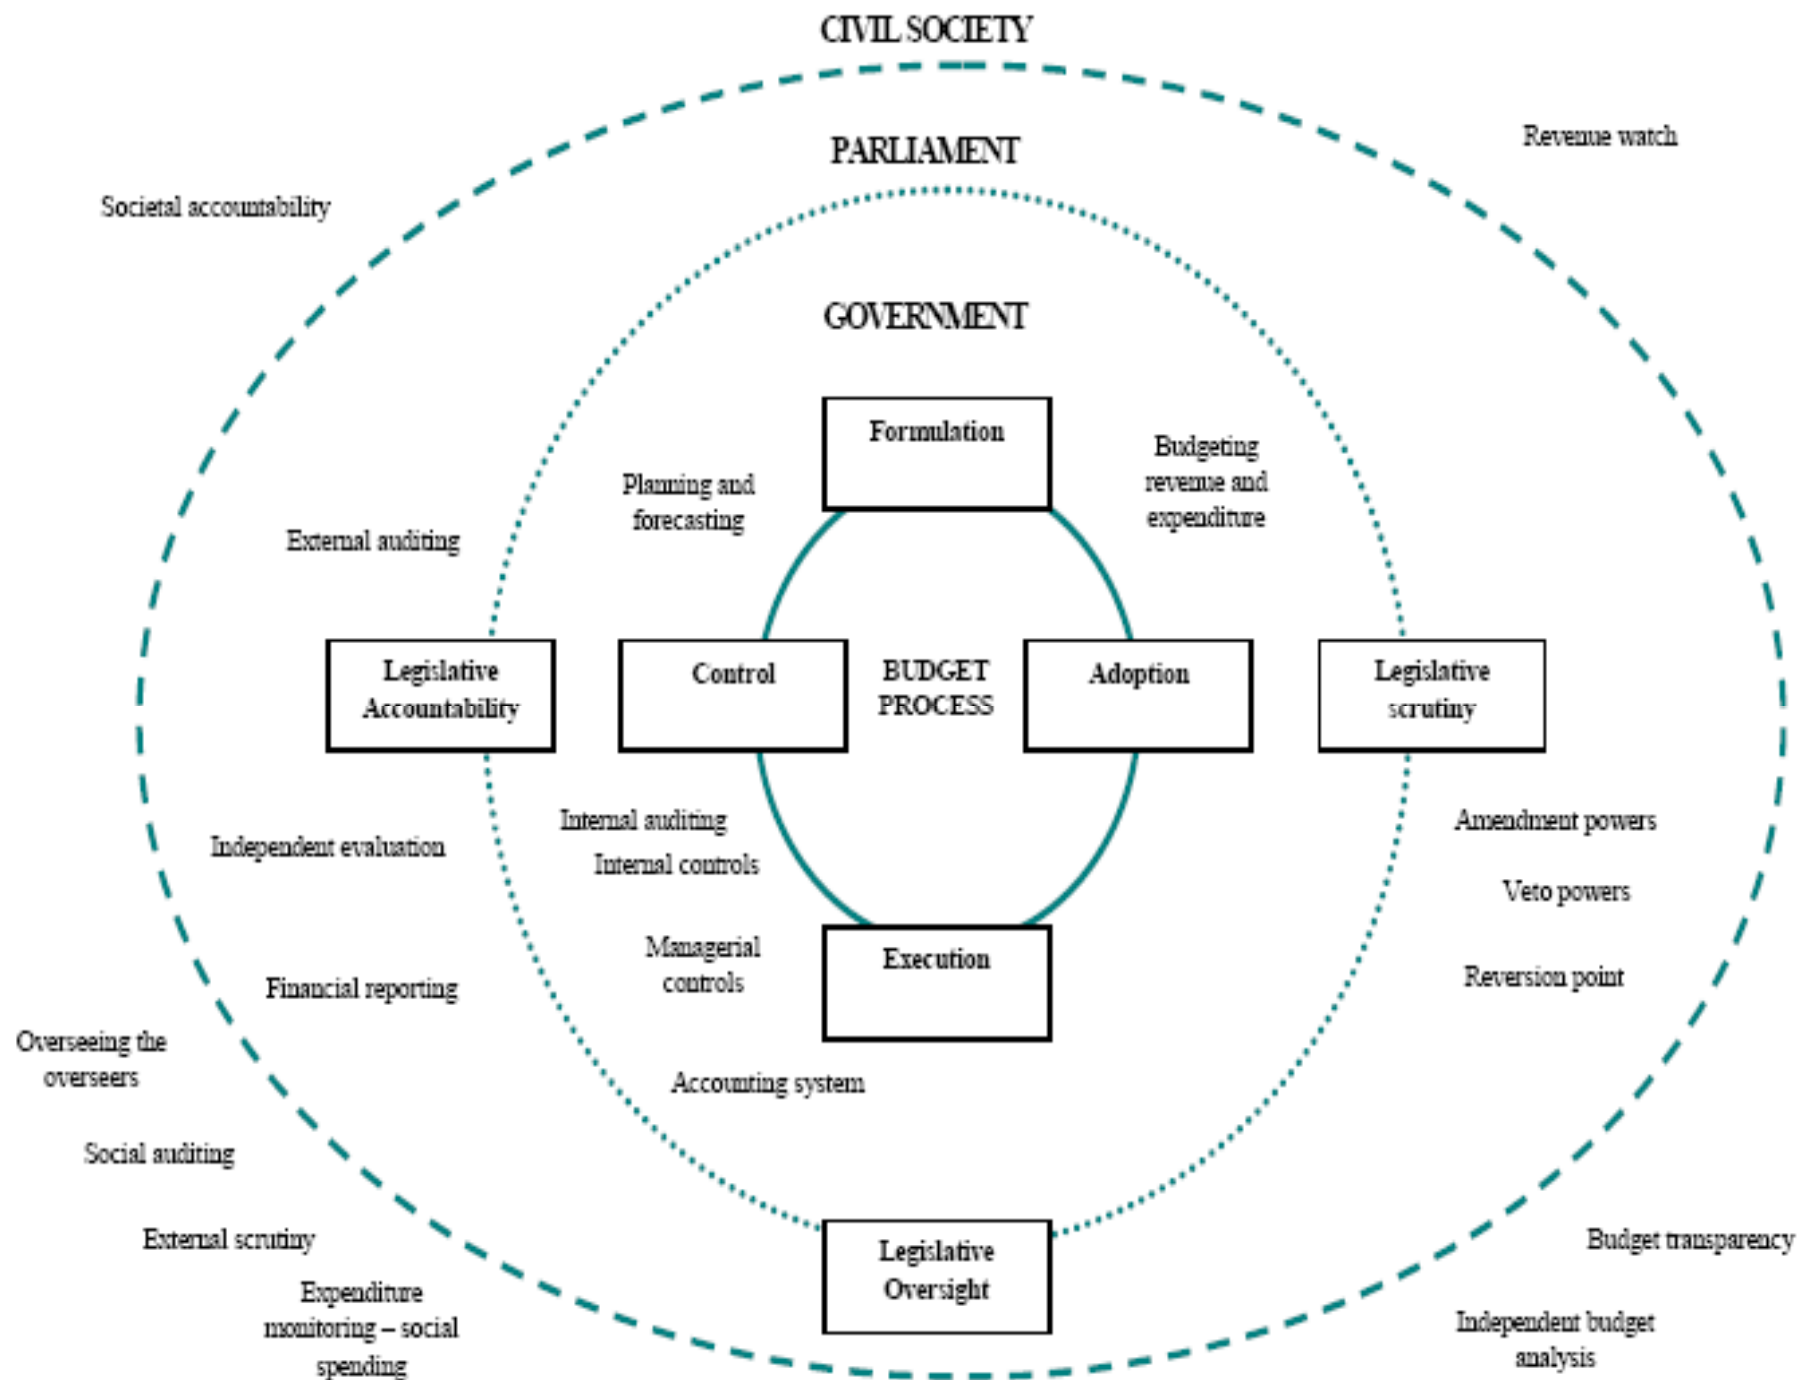 CIVIL SOCIETY
Revenue watch
PARLIAMENT
Societal accountability
GOVERNMENT
Formulation
Budgeting
revenue and
expenditure
Planning and
forecasting
External auditing
Legislative
Accountability
Control
BUDGET
PROCESS
Adoption
Legislative
scrutiny
Internal auditing
Internal controls
Amendment powers
Independent evaluation
Veto powers
Managerial
controls
Execution
Reversion point
Financial reporting
Overseeing the
overseers
Accounting system
Social auditing
External scrutiny
Legislative
Oversight
Budget transparency
Expenditure
monitoring – social
spending
Independent budget
analysis